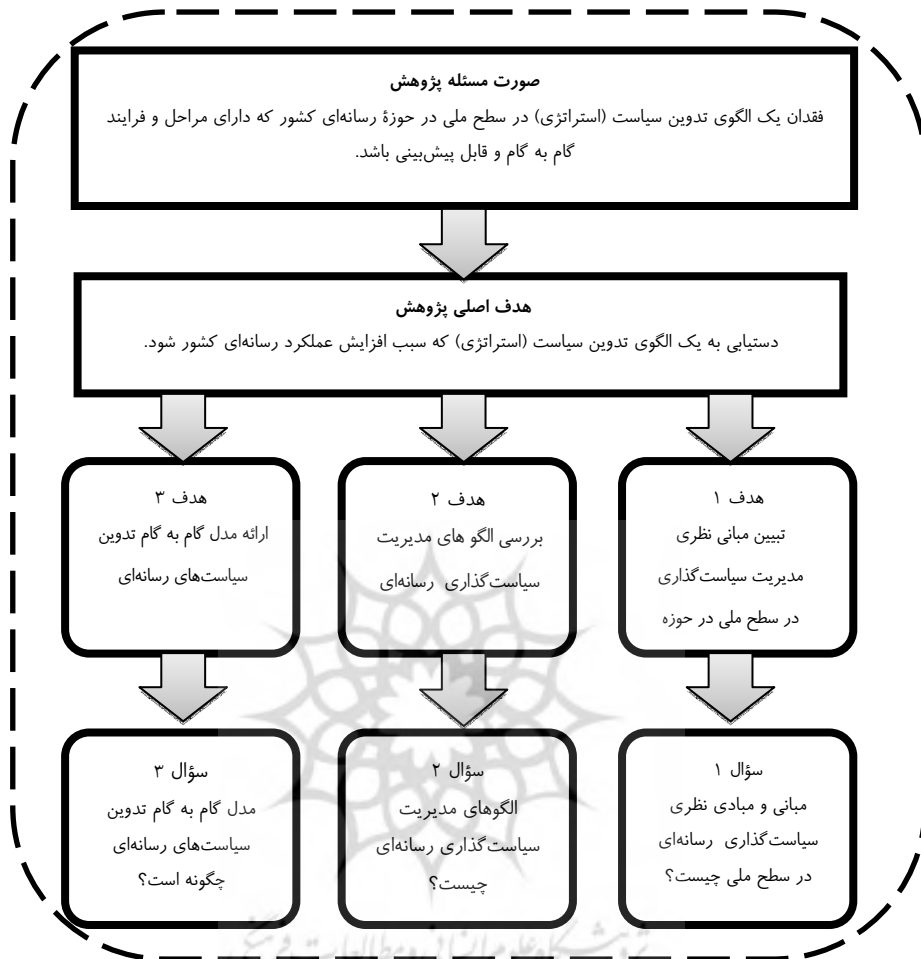 صورت مسئله پژوهش
فقدان یک الگوی تدوین سیاست (استراتژی) در سطح ملی در حوزۀ رسانه‌ای کشور که دارای مراحل و فرایند
گام به گام و قابل پیش‌بینی باشد.
هدف اصلی پژوهش
دستیابی به یک الگوی تدوین سیاست (استراتژی) که سبب افزایش عملکرد رسانه‌ای کشور شود.
هدف ۱
تبیین مبانی نظری
مدیریت سیاست‌گذاری
در سطح ملی در حوزه
هدف ۲
بررسی الگو های مدیریت
سیاست‌گذاری رسانه‌ای
هدف ۳
ارائه مدل گام به گام تدوین
سیاست‌های رسانه‌ای
سؤال ۱
مبانی و مبادی نظری
سیاست‌گذاری رسانه‌ای
در سطح ملی چیست؟
سؤال ۲
الگوهای مدیریت
سیاست‌گذاری رسانه‌ای
چیست؟
سؤال ۳
مدل گام به گام تدوین
سیاست‌های رسانه‌ای
چگونه است؟
پژوهشگاه علوم انسانی و مطالعات فرهنگی